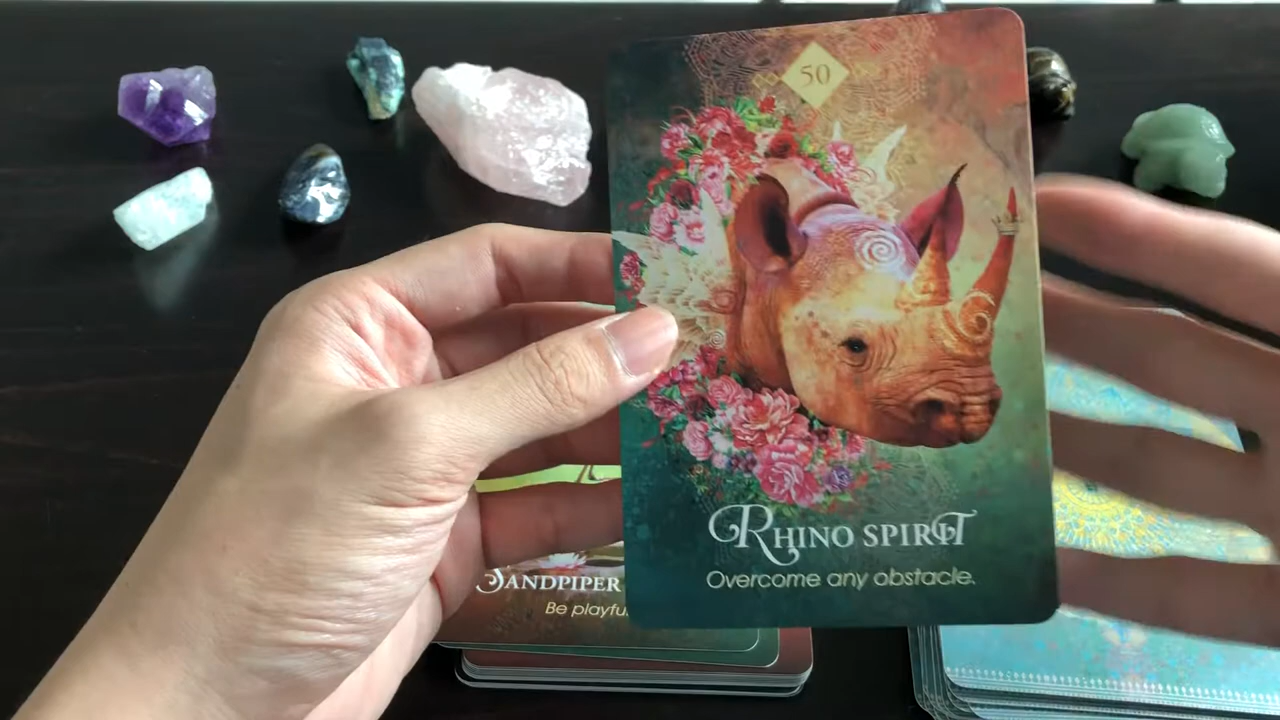 50
RHINO SPIRIT
Overcome any obstacle.
SANDPIPER
Be playful